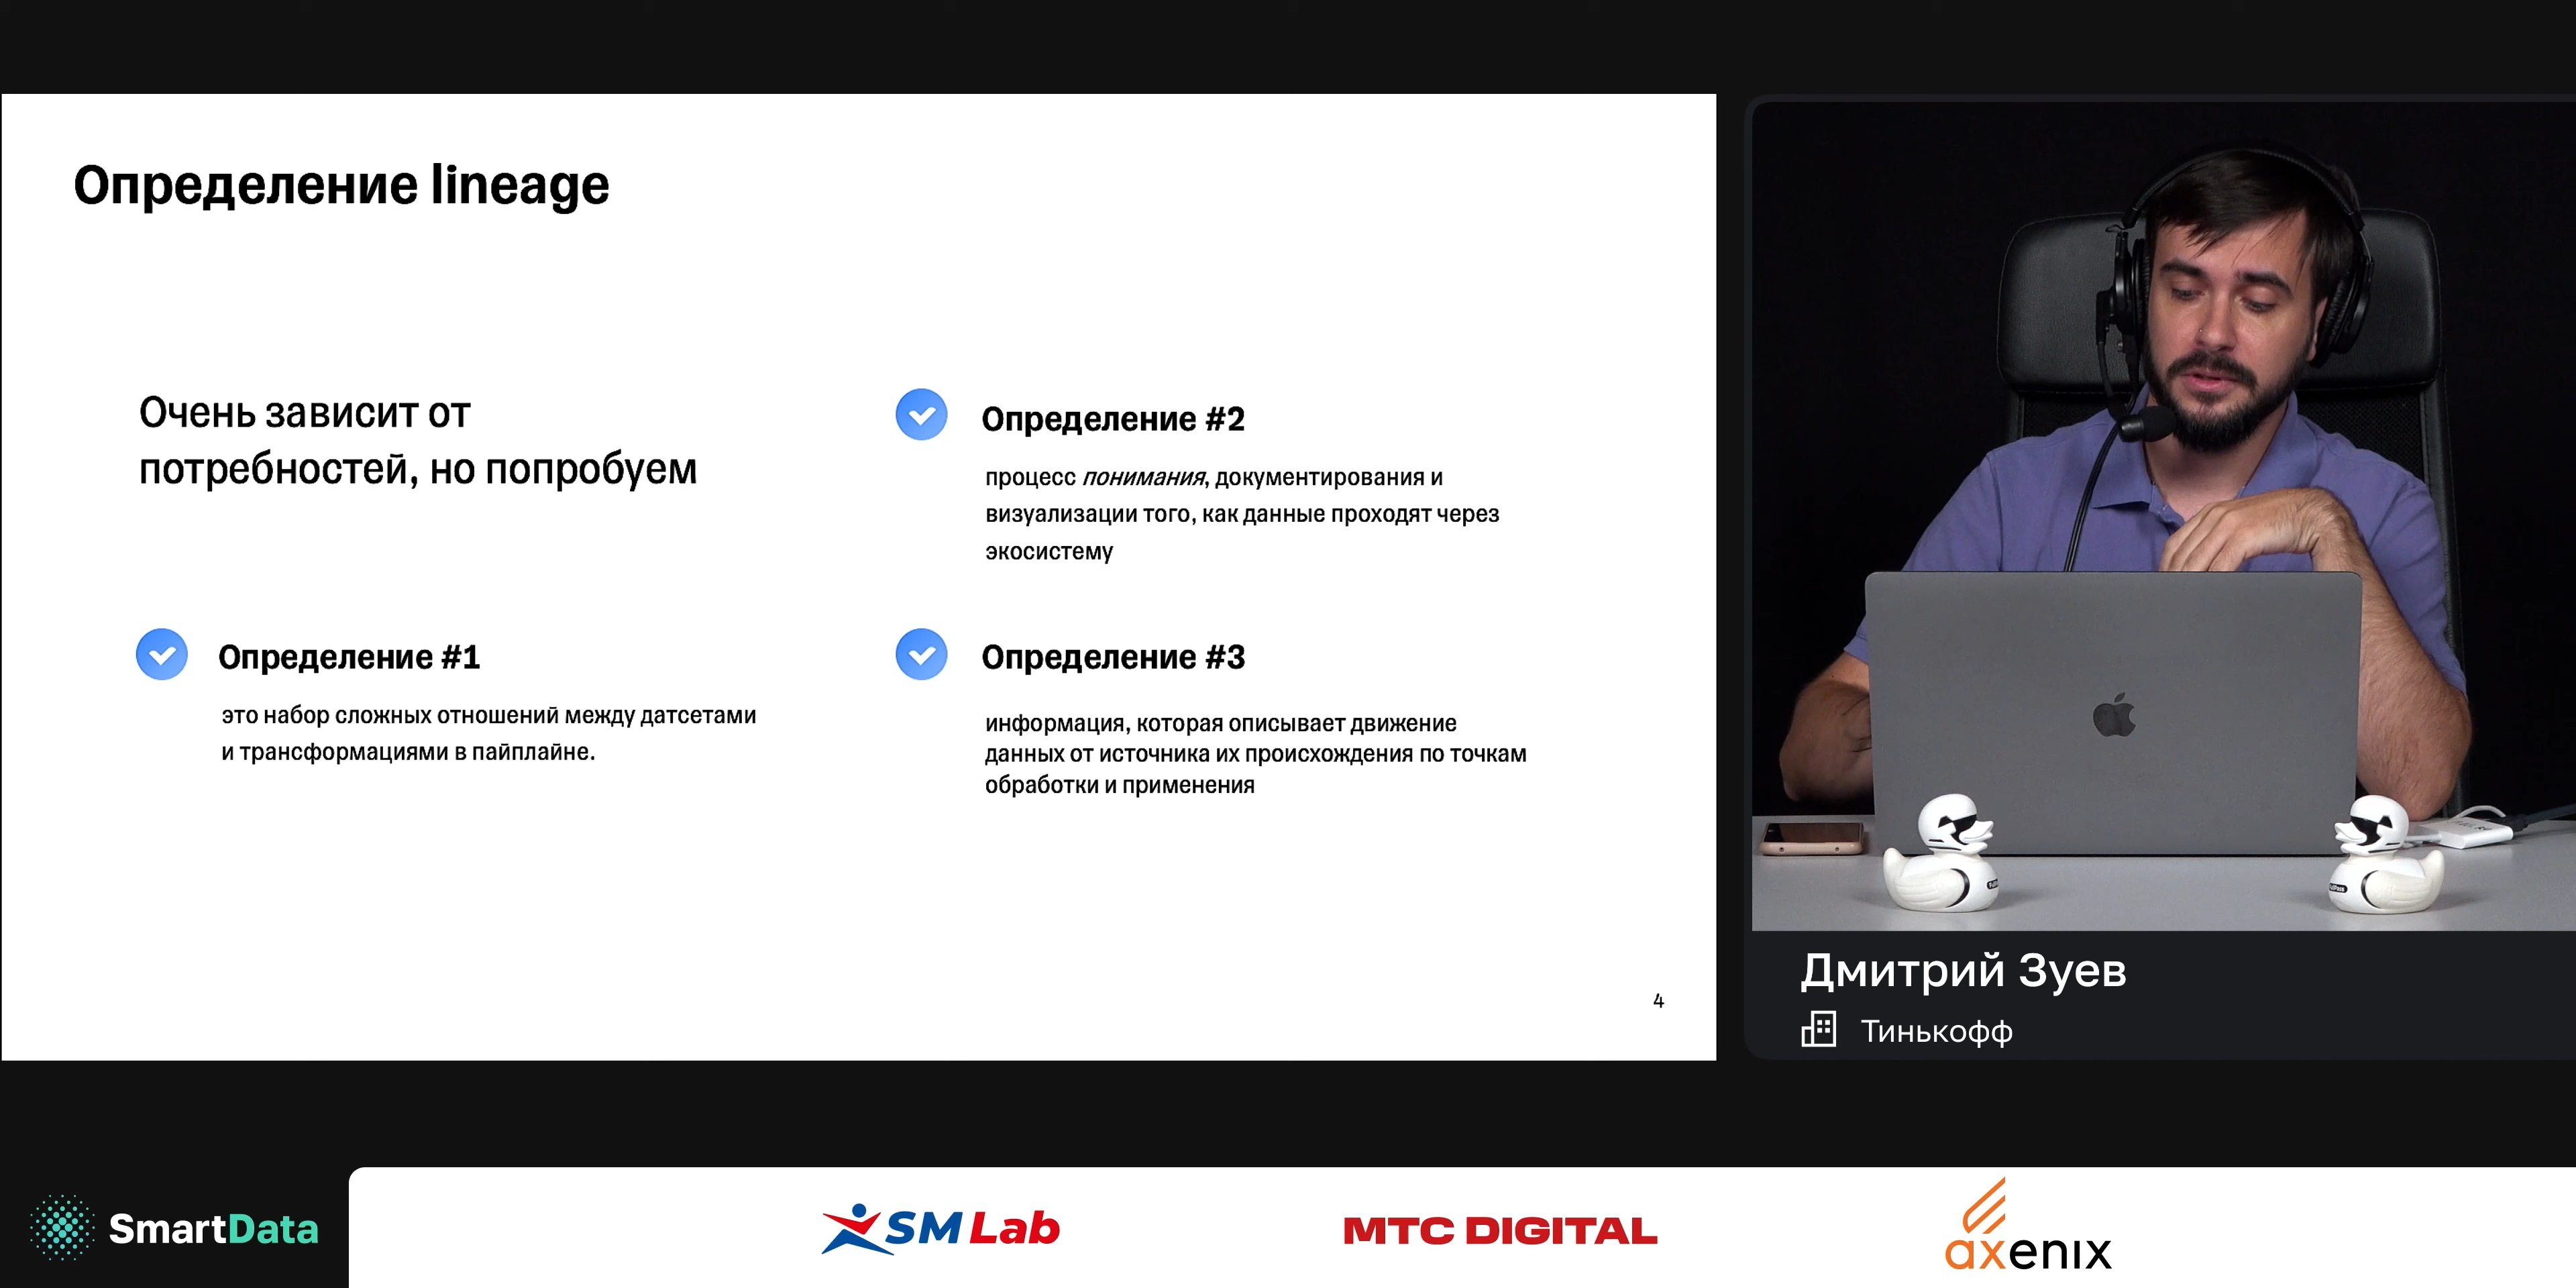 Определение lineage
Очень зависит от
потребностей, но попробуем
Определение #1
это набор сложных отношений между датсетами
и трансформациями в пайплайне.
Определение #2
процесс понимания, документирования и
визуализации того, как данные проходят через
экосистему
Определение #3
информация, которая описывает движение
данных от источника их происхождения по точкам
обработки и применения
4
Дмитрий Зуев
Тинькофф
SmartData
SM Lab
МТС DIGITAL
axenix